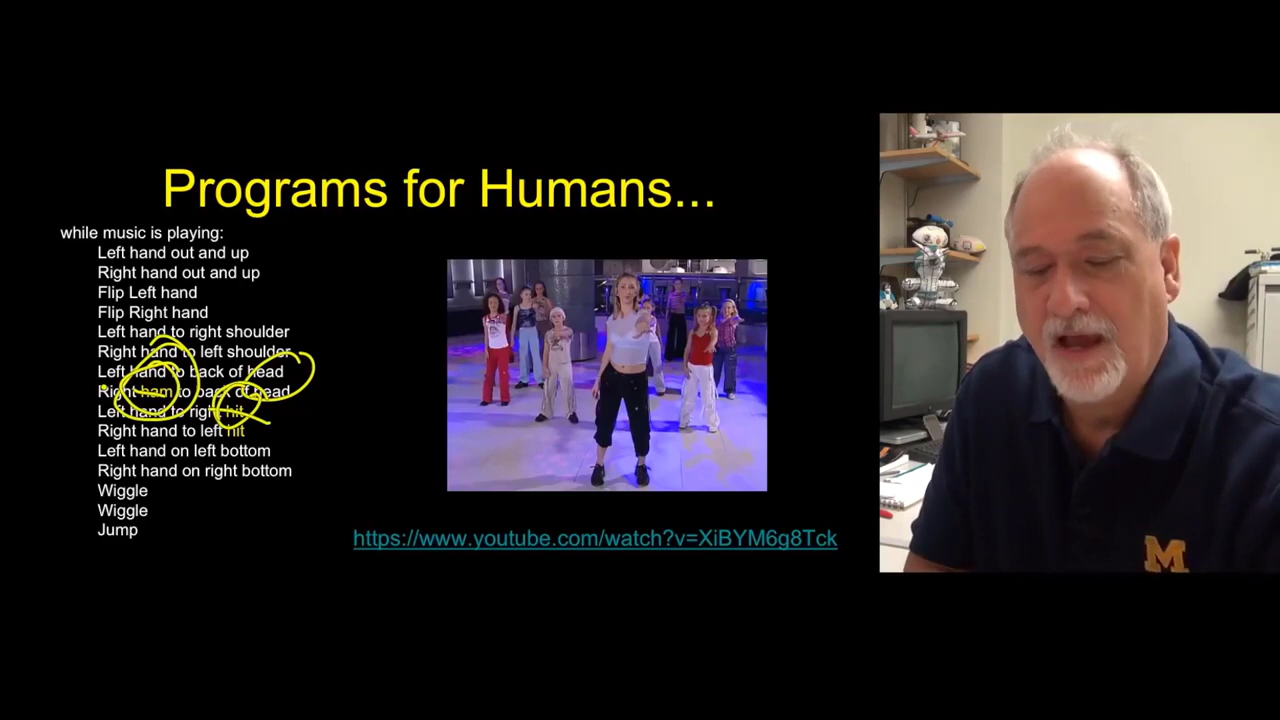 Programs for Humans...
while music is playing:
Left hand out and up
Right hand out and up
Flip Left hand
Flip Right hand
Left hand to right shoulder
Right hand to left shoulder
Left hand to back of head
Right ham to back of head
Left hand to right hit
Right hand to left hit
Left hand on left bottom
Right hand on right bottom
Wiggle
Wiggle
Jump
https://www.youtube.com/watch?v=XiBYM6g8Tck
M